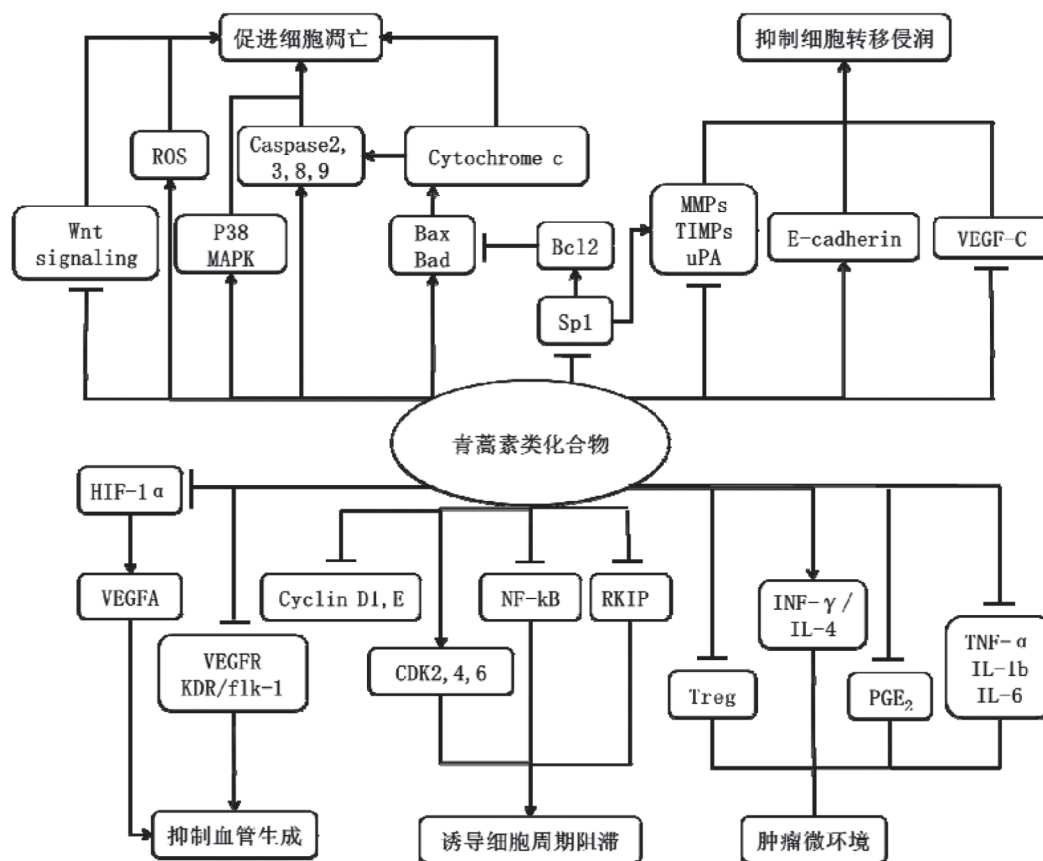 促进细胞凋亡
抑制细胞转移侵润
ROS
Caspase2,
3,8,9
Cytochrome c
MMPs
TIMPs
uPA
Wnt
signaling
P38
MAPK
Bax
Bad
Bcl2
E-cadherin
VEGF-C
Sp1
青蒿素类化合物
HIF-1α
VEGFA
Cyclin D1,E
NF-kB
RKIP
INF-γ/
IL-4
VEGFR
KDR/flk-1
CDK2,4,6
Treg
PGE₂
TNF-α
IL-1b
IL-6
抑制血管生成
诱导细胞周期阻滞
肿瘤微环境